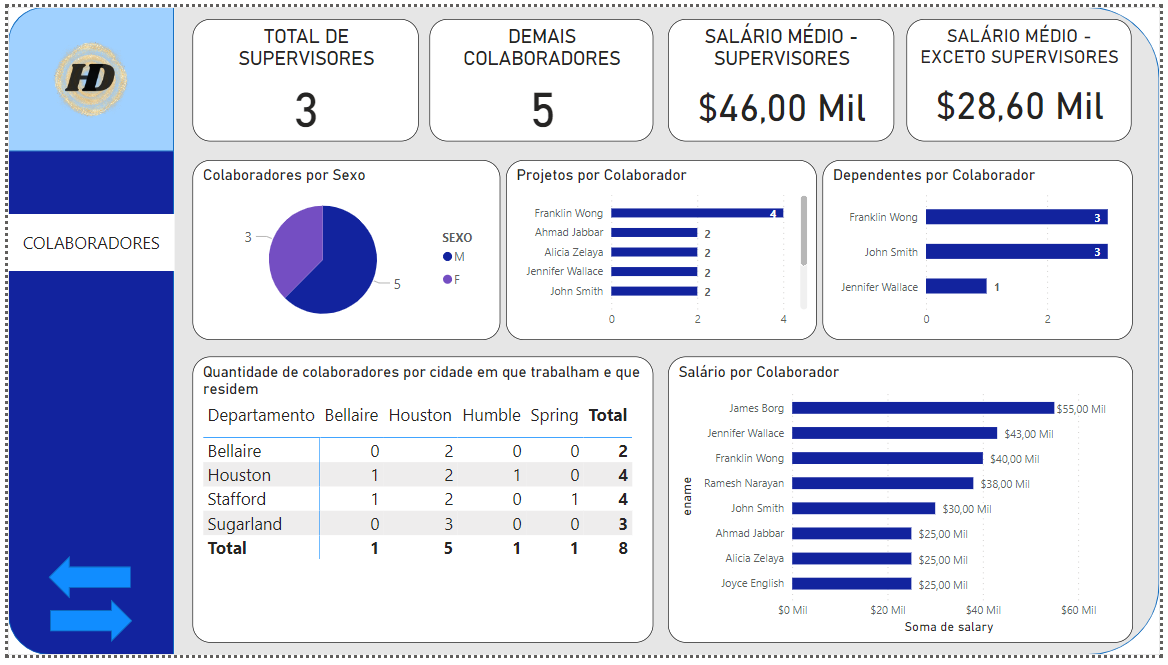 HD
COLABORADORES
TOTAL DE
SUPERVISORES
3
DEMAIS
COLABORADORES
5
SALÁRIO MÉDIO -
SUPERVISORES
$46,00 Mil
SALÁRIO MÉDIO -
EXCETO SUPERVISORES
$28,60 Mil
Colaboradores por Sexo
3
5
SEXO
M
F
Projetos por Colaborador
Franklin Wong 4
Ahmad Jabbar 2
Alicia Zelaya 2
Jennifer Wallace 2
John Smith 2
0 2 4
Dependentes por Colaborador
Franklin Wong 3
John Smith 3
Jennifer Wallace 1
0 2
Quantidade de colaboradores por cidade em que trabalham e que
residem
Departamento Bellaire Houston Humble Spring Total
Bellaire 0 2 0 0 2
Houston 1 2 1 0 4
Stafford 1 2 0 1 4
Sugarland 0 3 0 0 3
Total 1 5 1 1 8
Salário por Colaborador
ename
James Borg $55,00 Mil
Jennifer Wallace $43,00 Mil
Franklin Wong $40,00 Mil
Ramesh Narayan $38,00 Mil
John Smith $30,00 Mil
Ahmad Jabbar $25,00 Mil
Alicia Zelaya $25,00 Mil
Joyce English $25,00 Mil
$0 Mil $20 Mil $40 Mil $60 Mil
Soma de salary